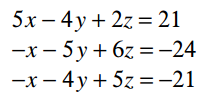 5x – 4y + 2z = 21
–x – 5y + 6z = –24
–x – 4y + 5z = –21